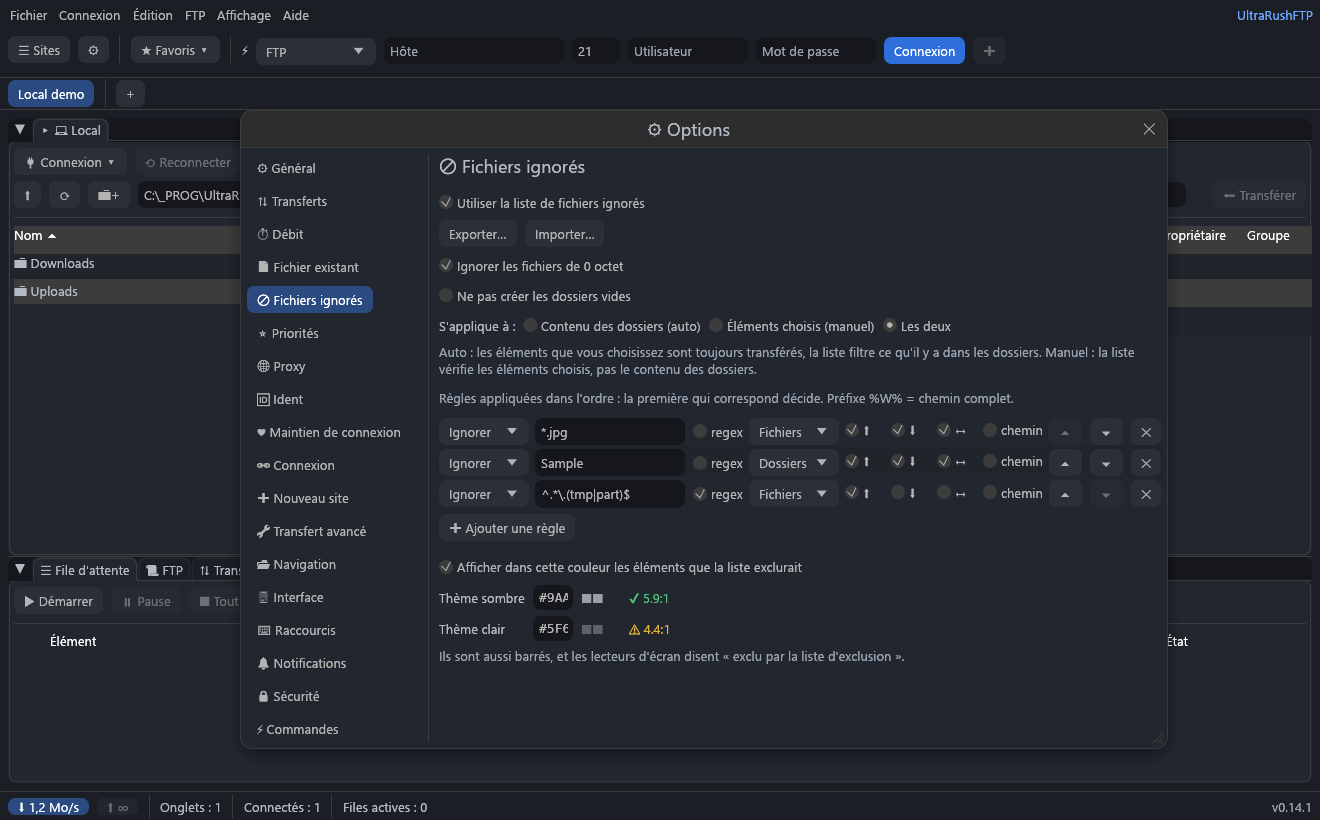 Fichier Connexion Édition FTP Affichage Aide UltraRushFTP
Sites Favoris FTP Hôte 21 Utilisateur Mot de passe Connexion +
Local demo +
Local
Options
Connexion Reconnecter
C:\_PROG\UltraR
Transférer
Nom
ropriétaire Groupe
Downloads
Uploads
Général
Transferts
Débit
Fichier existant
Fichiers ignorés
Priorités
Proxy
Ident
Maintien de connexion
Connexion
Nouveau site
Transfert avancé
Navigation
Interface
Raccourcis
Notifications
Sécurité
Commandes
Fichiers ignorés
Utiliser la liste de fichiers ignorés
Exporter... Importer...
Ignorer les fichiers de 0 octet
Ne pas créer les dossiers vides
S'applique à : Contenu des dossiers (auto) Éléments choisis (manuel) Les deux
Auto : les éléments que vous choisissez sont toujours transférés, la liste filtre ce qu'il y a dans les dossiers. Manuel : la liste
vérifie les éléments choisis, pas le contenu des dossiers.
Règles appliquées dans l'ordre : la première qui correspond décide. Préfixe %W% = chemin complet.
Ignorer *.jpg regex Fichiers chemin
Ignorer Sample regex Dossiers chemin
Ignorer ^.*\.(tmp|part)$ regex Fichiers chemin
+ Ajouter une règle
Afficher dans cette couleur les éléments que la liste exclurait
Thème sombre #9AA 5.9:1
Thème clair #5F6 4.4:1
Ils sont aussi barrés, et les lecteurs d'écran disent « exclu par la liste d'exclusion ».
File d'attente FTP Trans
Démarrer Pause Tout
Élément
État
1,2 Mo/s ∞ Onglets : 1 Connectés : 1 Files actives : 0 v0.14.1